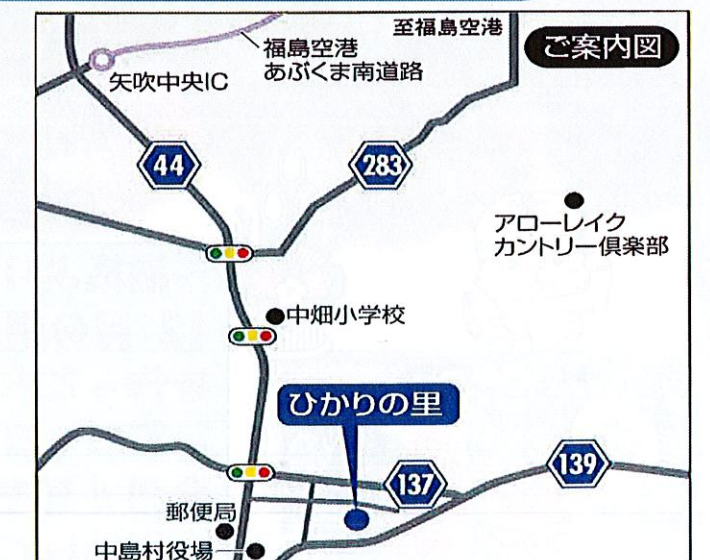 至福島空港
ご案内図
福島空港
あぶくま南道路
矢吹中央IC
44
283
アローレイク
カントリー倶楽部
中畑小学校
ひかりの里
139
137
郵便局
中島村役場